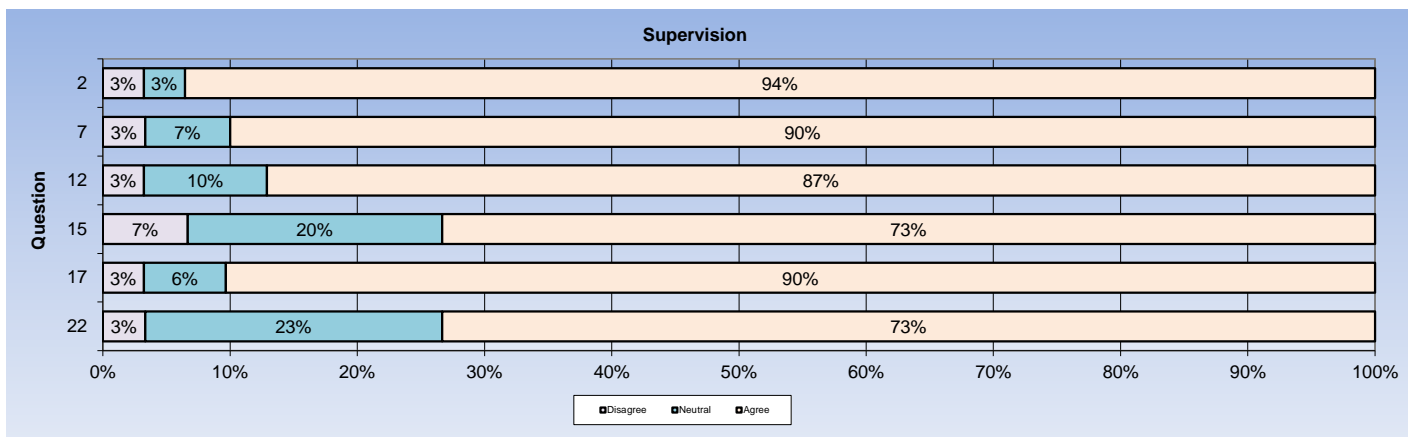 Supervision
2 3% 3% 94%
7 3% 7% 90%
12 3% 10% 87%
Question
15 7% 20% 73%
17 3% 6% 90%
22 3% 23% 73%
0% 10% 20% 30% 40% 50% 60% 70% 80% 90% 100%
Disagree Neutral Agree